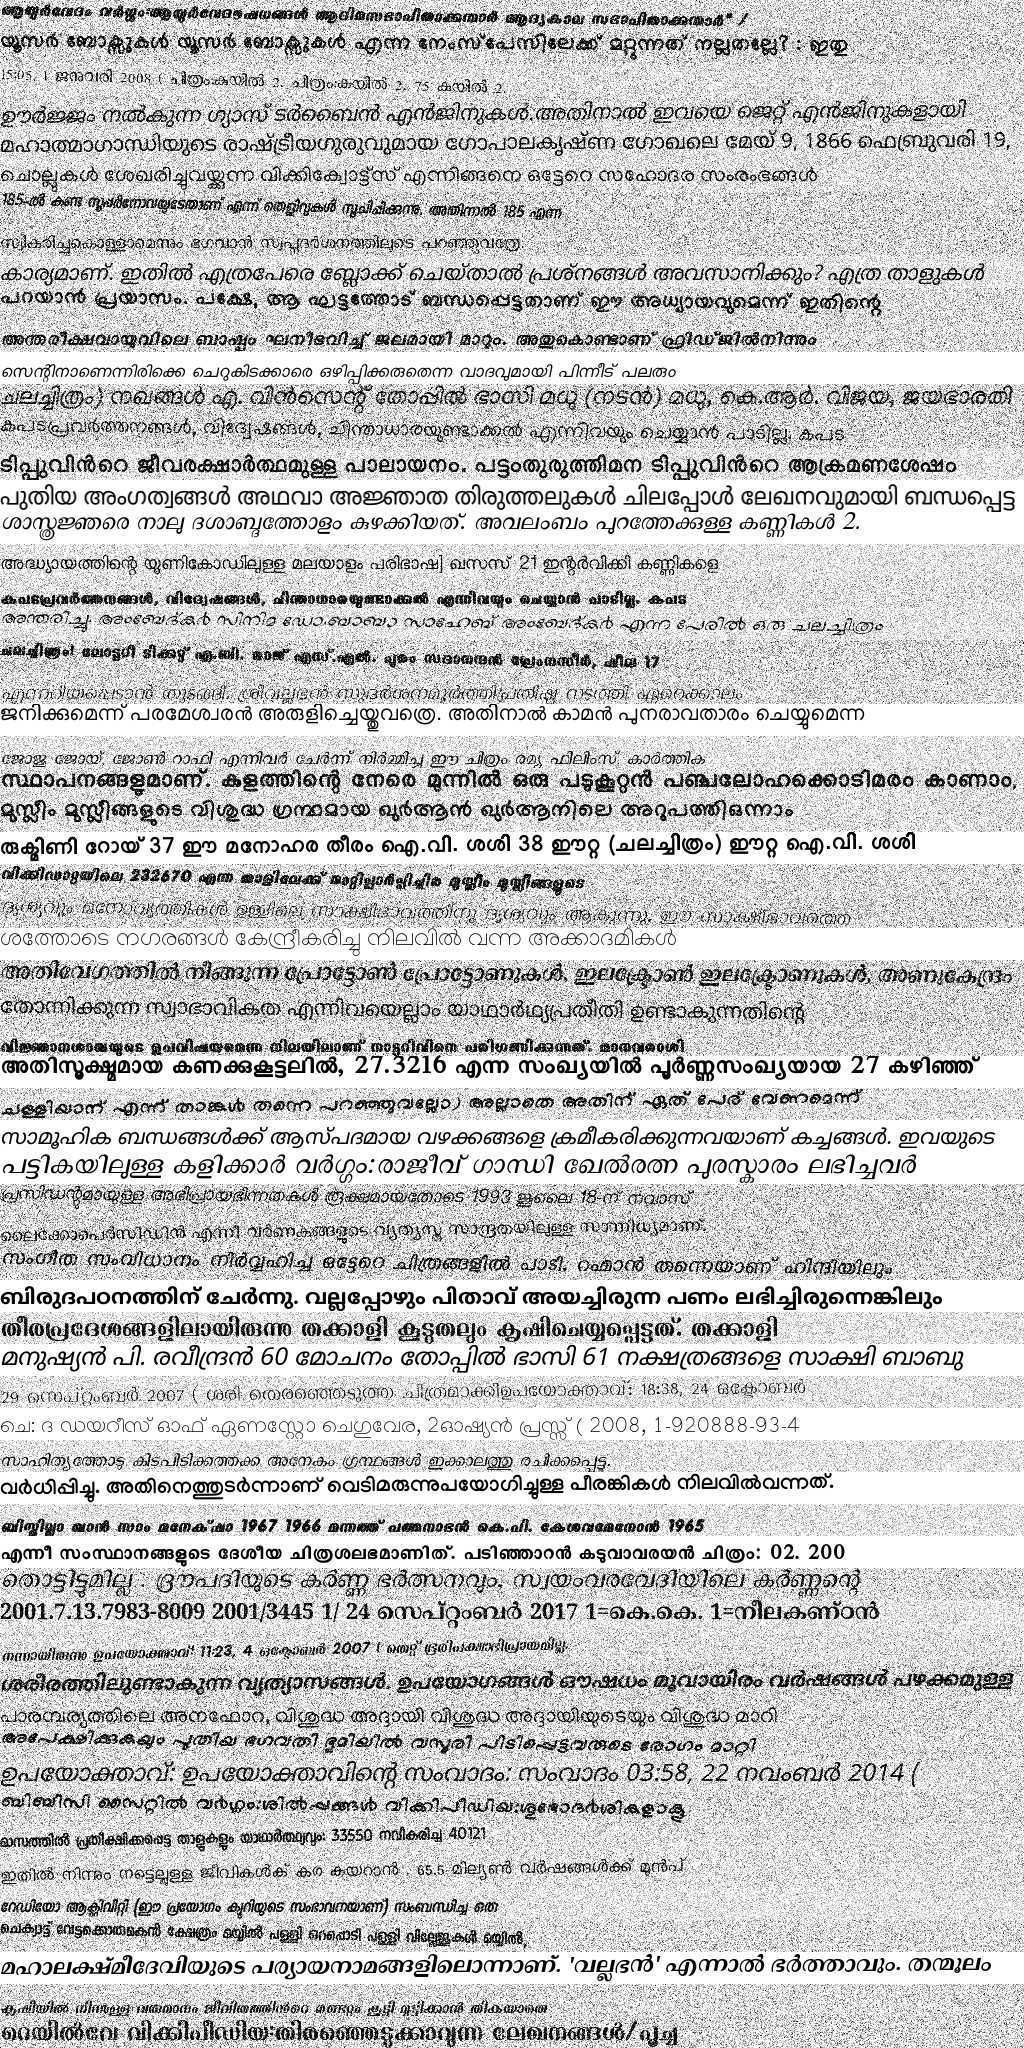 ആയുർവേദം വർഗ്ഗം:ആയുർവേദൗഷധങ്ങൾ ആദിമസഭാപിതാക്കന്മാർ ആദ്യകാല സഭാപിതാക്കന്മാർ" /
യൂസർ ബോക്സുകൾ യൂസർ ബോക്സുകൾ എന്ന നേംസ്‌പേസിലേക്ക് മറ്റുന്നത് നല്ലതല്ലേ? : ഇതു
15:05, 1 ജനുവരി 2008 ( ചിത്രം:കുയിൽ 2. ചിത്രം:കുയിൽ 2. 75 കുയിൽ 2.
ഊർജ്ജം നൽകുന്ന ഗ്യാസ് ടർബൈൻ എൻജിനുകൾ.അതിനാൽ ഇവയെ ജെറ്റ് എൻജിനുകളായി
മഹാത്മാഗാന്ധിയുടെ രാഷ്ട്രീയഗുരുവുമായ ഗോപാലകൃഷ്ണ ഗോഖലെ മേയ് 9, 1866 ഫെബ്രുവരി 19,
ചൊല്ലുകൾ ശേഖരിച്ചുവയ്ക്കുന്ന വിക്കിക്വോട്ട്സ് എന്നിങ്ങനെ ഒട്ടേറെ സഹോദര സംരംഭങ്ങൾ
185-ൽ കണ്ട സൂപ്പർനോവയുടേതാണ് എന്ന് തെളിവുകൾ സൂചിപ്പിക്കുന്നു. അതിനാൽ 185 എന്ന
സ്വീകരിച്ചുകൊള്ളാമെന്നും ഭഗവാൻ സ്വപ്നദർശനത്തിലൂടെ പറഞ്ഞുവത്രേ.
കാര്യമാണ്. ഇതിൽ എത്രപേരെ ബ്ലോക്ക് ചെയ്താൽ പ്രശ്നങ്ങൾ അവസാനിക്കും? എത്ര താളുകൾ
പറയാൻ പ്രയാസം. പക്ഷേ, ആ ഘട്ടത്തോട് ബന്ധപ്പെട്ടതാണ് ഈ അധ്യായവുമെന്ന് ഇതിന്റെ
അന്തരീക്ഷവായുവിലെ ബാഷ്പം ഘനീഭവിച്ച് ജലമായി മാറും. അതുകൊണ്ടാണ് ഫ്രിഡ്ജിൽനിന്നും
സെന്റിനാണെന്നിരിക്കെ ചെറുകിടക്കാരെ ഒഴിപ്പിക്കരുതെന്ന വാദവുമായി പിന്നീട് പലരും
ചലച്ചിത്രം) നഖങ്ങൾ എ. വിൻസെന്റ് തോപ്പിൽ ഭാസി മധു (നടൻ) മധു, കെ.ആർ. വിജയ, ജയഭാരതി
കപടപ്രവർത്തനങ്ങൾ, വിദ്വേഷങ്ങൾ, ചിന്താധാരയുണ്ടാക്കൽ എന്നിവയും ചെയ്യാൻ പാടില്ല. കപട
ടിപ്പുവിൻറെ ജീവരക്ഷാർത്ഥമുള്ള പാലായനം. പട്ടംതുരുത്തിമന ടിപ്പുവിൻറെ ആക്രമണശേഷം
പുതിയ അംഗത്വങ്ങൾ അഥവാ അജ്ഞാത തിരുത്തലുകൾ ചിലപ്പോൾ ലേഖനവുമായി ബന്ധപ്പെട്ട
ശാസ്ത്രജ്ഞരെ നാലു ദശാബ്ദത്തോളം കുഴക്കിയത്. അവലംബം പുറത്തേക്കുള്ള കണ്ണികൾ 2.
അദ്ധ്യായത്തിന്റെ യൂണികോഡിലുള്ള മലയാളം പരിഭാഷ] ഖസസ് 21 ഇന്റർവിക്കി കണ്ണികളെ
കപടപ്രവർത്തനങ്ങൾ, വിദ്വേഷങ്ങൾ, ചിന്താധാരയുണ്ടാക്കൽ എന്നിവയും ചെയ്യാൻ പാടില്ല. കപട
അന്തരിച്ചു. അംബേദ്കർ സിനിമ ഡോ.ബാബാ സാഹേബ് അംബേദ്കർ എന്ന പേരിൽ ഒരു ചലച്ചിത്രം
ചലച്ചിത്രം) ലോട്ടറി ടിക്കറ്റ് എ.ബി. രാജ് എസ്.എൽ. പുരം സദാനന്ദൻ പ്രേംനസീർ, ഷീല 17
എന്നറിയപ്പെടാൻ തുടങ്ങി. ശ്രീവല്ലഭൻ സുദർശനമൂർത്തിപ്രതിഷ്ഠ നടത്തി ഏറെക്കാലം
ജനിക്കുമെന്ന് പരമേശ്വരൻ അരുളിച്ചെയ്തുവത്രെ. അതിനാൽ കാമൻ പുനരാവതാരം ചെയ്യുമെന്ന
ജോജു ജോയ്, ജോൺ റാഫി എന്നിവർ ചേർന്ന് നിർമ്മിച്ച ഈ ചിത്രം രമ്യ ഫിലിംസ്, കാർത്തിക
സ്ഥാപനങ്ങളുമാണ്. കുളത്തിന്റെ നേരെ മുന്നിൽ ഒരു പടുകൂറ്റൻ പഞ്ചലോഹക്കൊടിമരം കാണാം,
മുസ്ലീം മുസ്ലീങ്ങളുടെ വിശുദ്ധ ഗ്രന്ഥമായ ഖുർആൻ ഖുർആനിലെ അറുപത്തിഒന്നാം
രുക്മിണി റോയ് 37 ഈ മനോഹര തീരം ഐ.വി. ശശി 38 ഈറ്റ (ചലച്ചിത്രം) ഈറ്റ ഐ.വി. ശശി
വിക്കിഡാറ്റയിലെ 232670 എന്ന താളിലേക്ക് മാറ്റിപ്പാർപ്പിച്ചിര മുസ്ലീം മുസ്ലീങ്ങളുടെ
ദൃശ്യവും മനോവൃത്തികൾ ഉള്ളിലെ സാക്ഷീഭാവത്തിനു ദൃശ്യവും ആകുന്നു. ഈ സാക്ഷീഭാവത്തെ
ശത്തോടെ നഗരങ്ങൾ കേന്ദ്രീകരിച്ചു നിലവിൽ വന്ന അക്കാദമികൾ
അതിവേഗത്തിൽ നീങ്ങുന്ന പ്രോട്ടോൺ പ്രോട്ടോണുകൾ, ഇലക്ട്രോൺ ഇലക്ട്രോണുകൾ, അണുകേന്ദ്രം
തോന്നിക്കുന്ന സ്വാഭാവികത എന്നിവയെല്ലാം യാഥാർഥ്യപ്രതീതി ഉണ്ടാകുന്നതിന്റെ
വിജ്ഞാനശാഖയുടെ ഉപവിഷയമെന്ന നിലയിലാണ് നാട്ടറിവിനെ പരിഗണിക്കുന്നത്. മാനവരാശി
അതിസൂക്ഷ്മമായ കണക്കുകൂട്ടലിൽ, 27.3216 എന്ന സംഖ്യയിൽ പൂർണ്ണസംഖ്യയായ 27 കഴിഞ്ഞ്
ചള്ളിയാന് എന്ന് താങ്കൾ തന്നെ പറഞ്ഞുവല്ലോ) അല്ലാതെ അതിന് ഏത് പേര് വേണമെന്ന്
സാമൂഹിക ബന്ധങ്ങൾക്ക് ആസ്പദമായ വഴക്കങ്ങളെ ക്രമീകരിക്കുന്നവയാണ് കച്ചങ്ങൾ. ഇവയുടെ
പട്ടികയിലുള്ള കളിക്കാർ വർഗ്ഗം:രാജീവ് ഗാന്ധി ഖേൽരത്ന പുരസ്കാരം ലഭിച്ചവർ
പ്രസിഡന്റുമായുള്ള അഭിപ്രായഭിന്നതകൾ രൂക്ഷമായതോടെ 1993 ജൂലൈ 18-ന് നവാസ്
ലൈക്കോപെർസിഡിൻ എന്നീ വർണകങ്ങളുടെ വ്യത്യസ്ത സാന്ദ്രതയിലുള്ള സാന്നിധ്യമാണ്.
സംഗീത സംവിധാനം നിർവ്വഹിച്ച ഒട്ടേറെ ചിത്രങ്ങളിൽ പാടി. റഹ്മാൻ തന്നെയാണ് ഹിന്ദിയിലും
ബിരുദപഠനത്തിന് ചേർന്നു. വല്ലപ്പോഴും പിതാവ് അയച്ചിരുന്ന പണം ലഭിച്ചിരുന്നെങ്കിലും
തീരപ്രദേശങ്ങളിലായിരുന്നു തക്കാളി കൂടുതലും കൃഷിചെയ്യപ്പെട്ടത്. തക്കാളി
മനുഷ്യൻ പി. രവീന്ദ്രൻ 60 മോചനം തോപ്പിൽ ഭാസി 61 നക്ഷത്രങ്ങളെ സാക്ഷി ബാബു
29 സെപ്റ്റംബർ 2007 ( ശരി തെരഞ്ഞെടുത്ത ചിത്രമാക്കിഉപയോക്താവ്: 18:38, 24 ഒക്ടോബർ
ചെ: ദ ഡയറീസ് ഓഫ് ഏണസ്റ്റോ ചെഗുവേര, 2ഓഷ്യൻ പ്രസ്സ് ( 2008, 1-920888-93-4
സാഹിത്യത്തോടു കിടപിടിക്കത്തക്ക അനേകം ഗ്രന്ഥങ്ങൾ ഇക്കാലത്തു രചിക്കപ്പെട്ടു.
വർധിപ്പിച്ചു. അതിനെത്തുടർന്നാണ് വെടിമരുന്നുപയോഗിച്ചുള്ള പീരങ്കികൾ നിലവിൽവന്നത്.
ബിസ്മില്ലാ ഖാൻ സാം മനേക്‌ഷാ 1967 1966 മന്നത്ത് പത്മനാഭൻ കെ.പി. കേശവമേനോൻ 1965
എന്നീ സംസ്ഥാനങ്ങളുടെ ദേശീയ ചിത്രശലഭമാണിത്. പടിഞ്ഞാറൻ കടുവാവരയൻ ചിത്രം: 02. 200
തൊട്ടിട്ടുമില്ല . ദ്രൗപദിയുടെ കർണ്ണ ഭർത്സനവും, സ്വയംവരവേദിയിലെ കർണ്ണന്റെ
2001.7.13.7983-8009 2001/3445 1/ 24 സെപ്റ്റംബർ 2017 1=കെ.കെ. 1=നീലകണ്ഠൻ
നന്നായിരുന്നു ഉപയോക്താവ്: 11:23, 4 ഒക്ടോബർ 2007 ( തെറ്റ് ദ്രുതിപക്ഷാഭിപ്രായമില്ല.
ശരീരത്തിലുണ്ടാകുന്ന വ്യത്യാസങ്ങൾ. ഉപയോഗങ്ങൾ ഔഷധം മൂവായിരം വർഷങ്ങൾ പഴക്കമുള്ള
പാരമ്പര്യത്തിലെ അനഫോറ, വിശുദ്ധ അദ്ദായി വിശുദ്ധ അദ്ദായിയുടെയും വിശുദ്ധ മാറി
അപേക്ഷിക്കുകയും പുതിയ ഭഗവതി ഭൂമിയിൽ വസൂരി പിടിപ്പെട്ടവരുടെ രോഗം മാറ്റി
ഉപയോക്താവ്: ഉപയോക്താവിന്റെ സംവാദം: സംവാദം 03:58, 22 നവംബർ 2014 (
ബിബിസി സൈറ്റിൽ വർഗ്ഗം:ശിൽപ്പങ്ങൾ വിക്കിപീഡിയ:ശുഭോദർശികളാകൂ
മാസത്തിൽ പ്രതീക്ഷിക്കപ്പെട്ട താളുകളും യാഥാർത്ഥ്യവും: 33550 നവീകരിച്ച 40121
ഇതിൽ നിന്നും നട്ടെല്ലുള്ള ജീവികൾക് കര കയറാൻ . 65.5 മില്യൺ വർഷങ്ങൾക്ക് മുൻപ്
റേഡിയോ ആക്റ്റിവിറ്റി (ഈ പ്രയോഗം ക്യൂറിയുടെ സംഭാവനയാണ്) സംബന്ധിച്ച ഒരു
ചെക്യാട്ട് വേട്ടക്കൊരുമകൻ ക്ഷേത്രം മയ്യിൽ പള്ളി ഒറപ്പൊടി പള്ളി വില്ലേജുകൾ മയ്യിൽ,
മഹാലക്ഷ്മീദേവിയുടെ പര്യായനാമങ്ങളിലൊന്നാണ്. 'വല്ലഭൻ' എന്നാൽ ഭർത്താവും. തന്മൂലം
കൃഷിയിൽ നിന്നുള്ള വരുമാനം ജീവിതത്തിൻറെ രണ്ടറ്റം കൂട്ടി മുട്ടിക്കാൻ തികയാതെ
റെയിൽവേ വിക്കിപീഡിയ:തിരഞ്ഞെടുക്കാവുന്ന ലേഖനങ്ങൾ/പൂച്ച